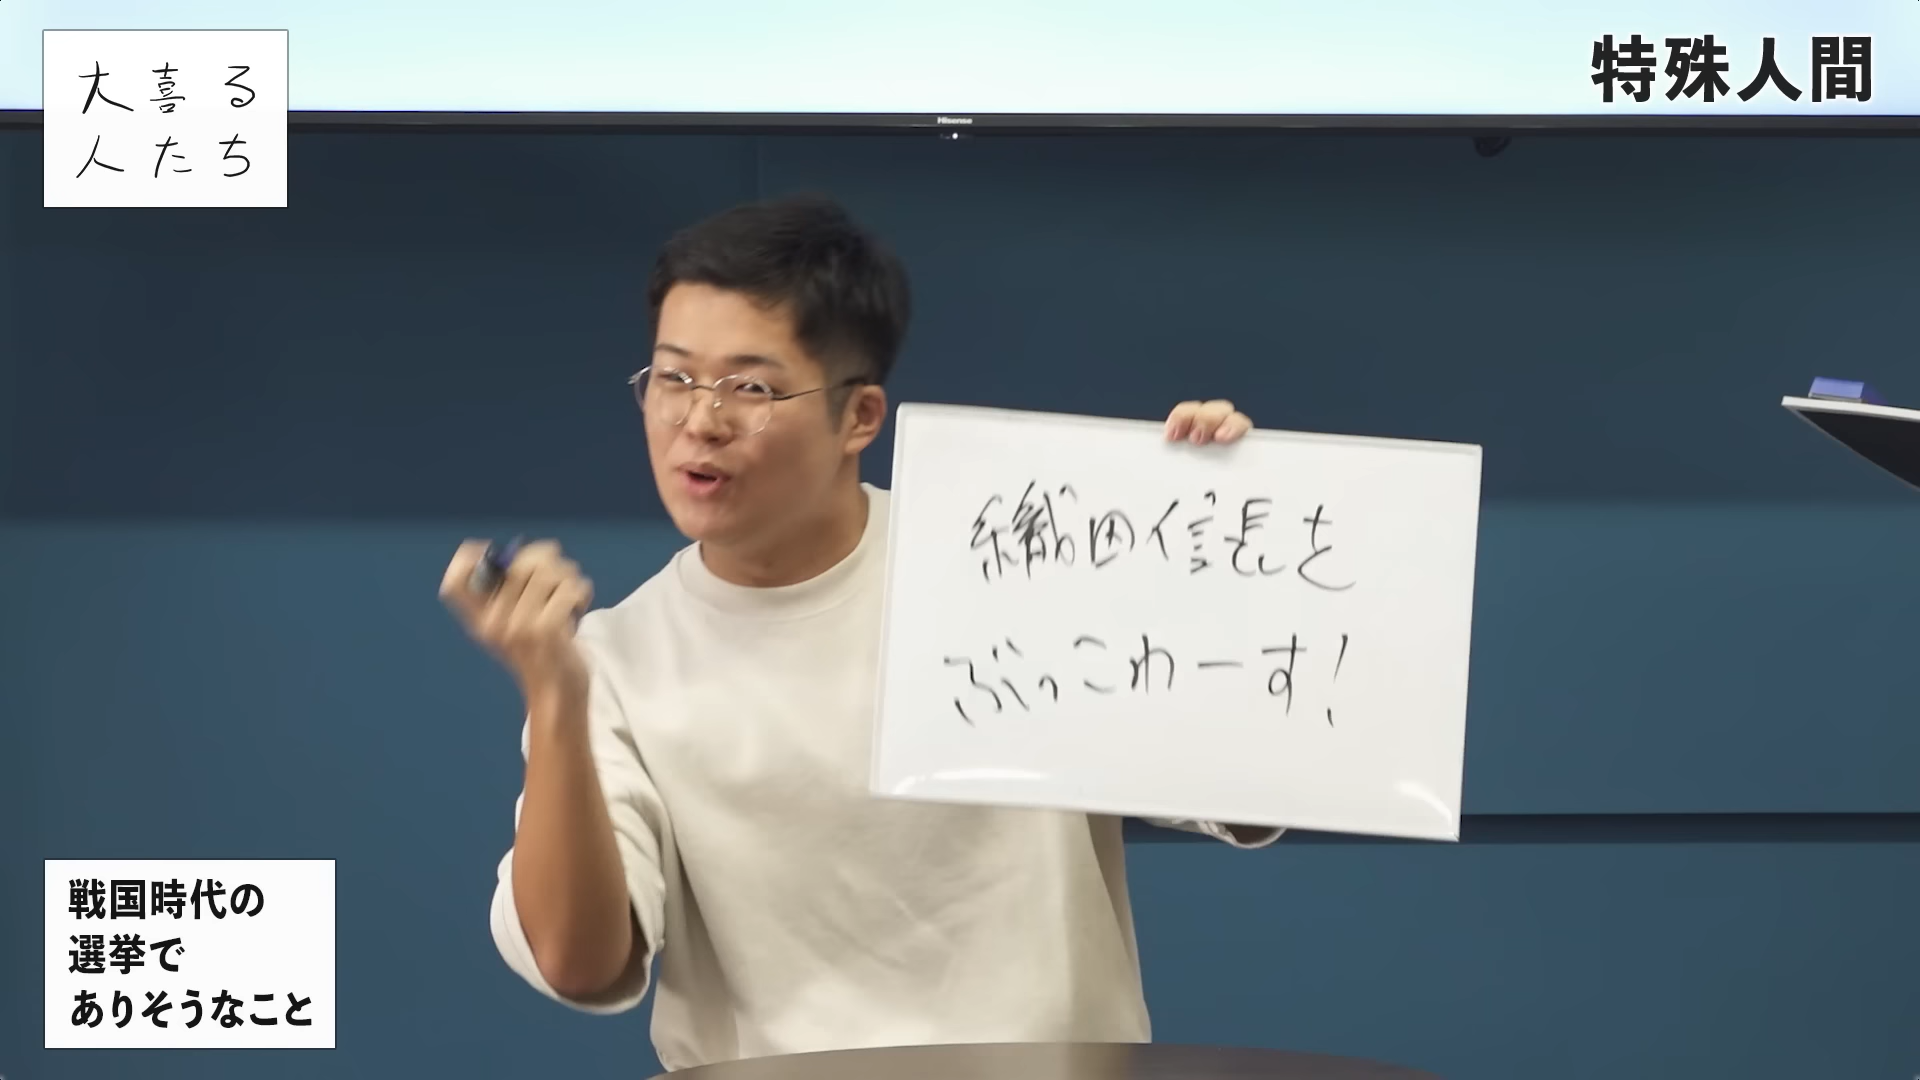 大喜る
人たち
特殊人間
Hisense
織田信長を
ぶっこわーす!
戦国時代の
選挙で
ありそうなこと